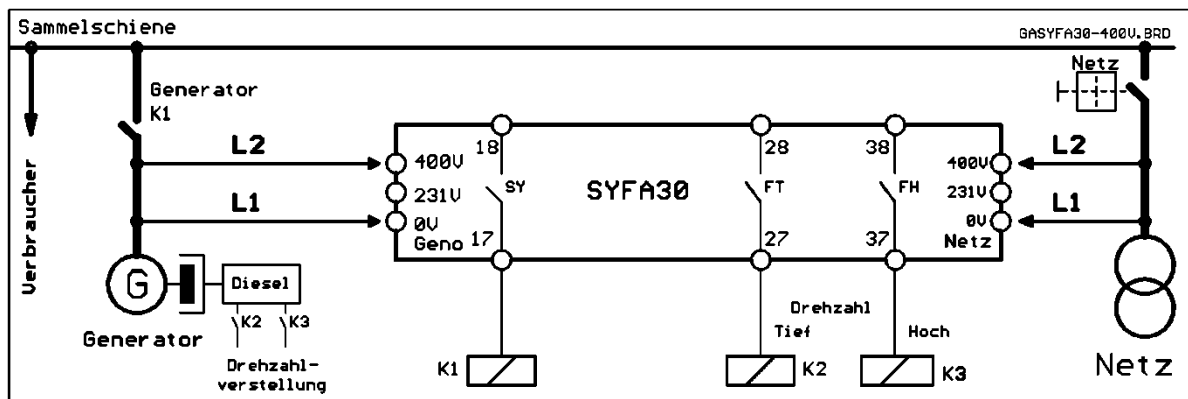 Sammelschiene
GASYFA30-400V.BRD
Netz
Generator
K1
Verbraucher
L2
L1
18
28
38
400V
231V
0V
Geno
SY
SYFA30
FT
FH
400V
231V
0V
Netz
17
27
37
L2
L1
G
Diesel
K2
K3
Generator
Drehzahl-
verstellung
Drehzahl
Tief
Hoch
K1
K2
K3
Netz